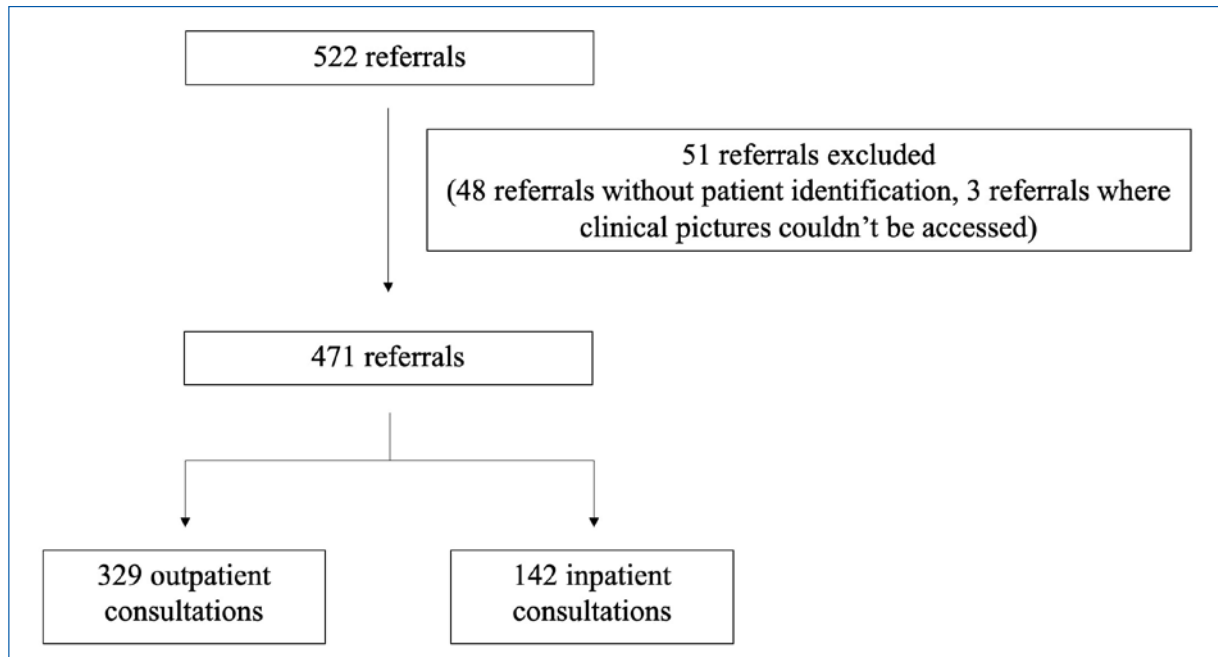 522 referrals
51 referrals excluded
(48 referrals without patient identification, 3 referrals where
clinical pictures couldn’t be accessed)
471 referrals
329 outpatient
consultations
142 inpatient
consultations